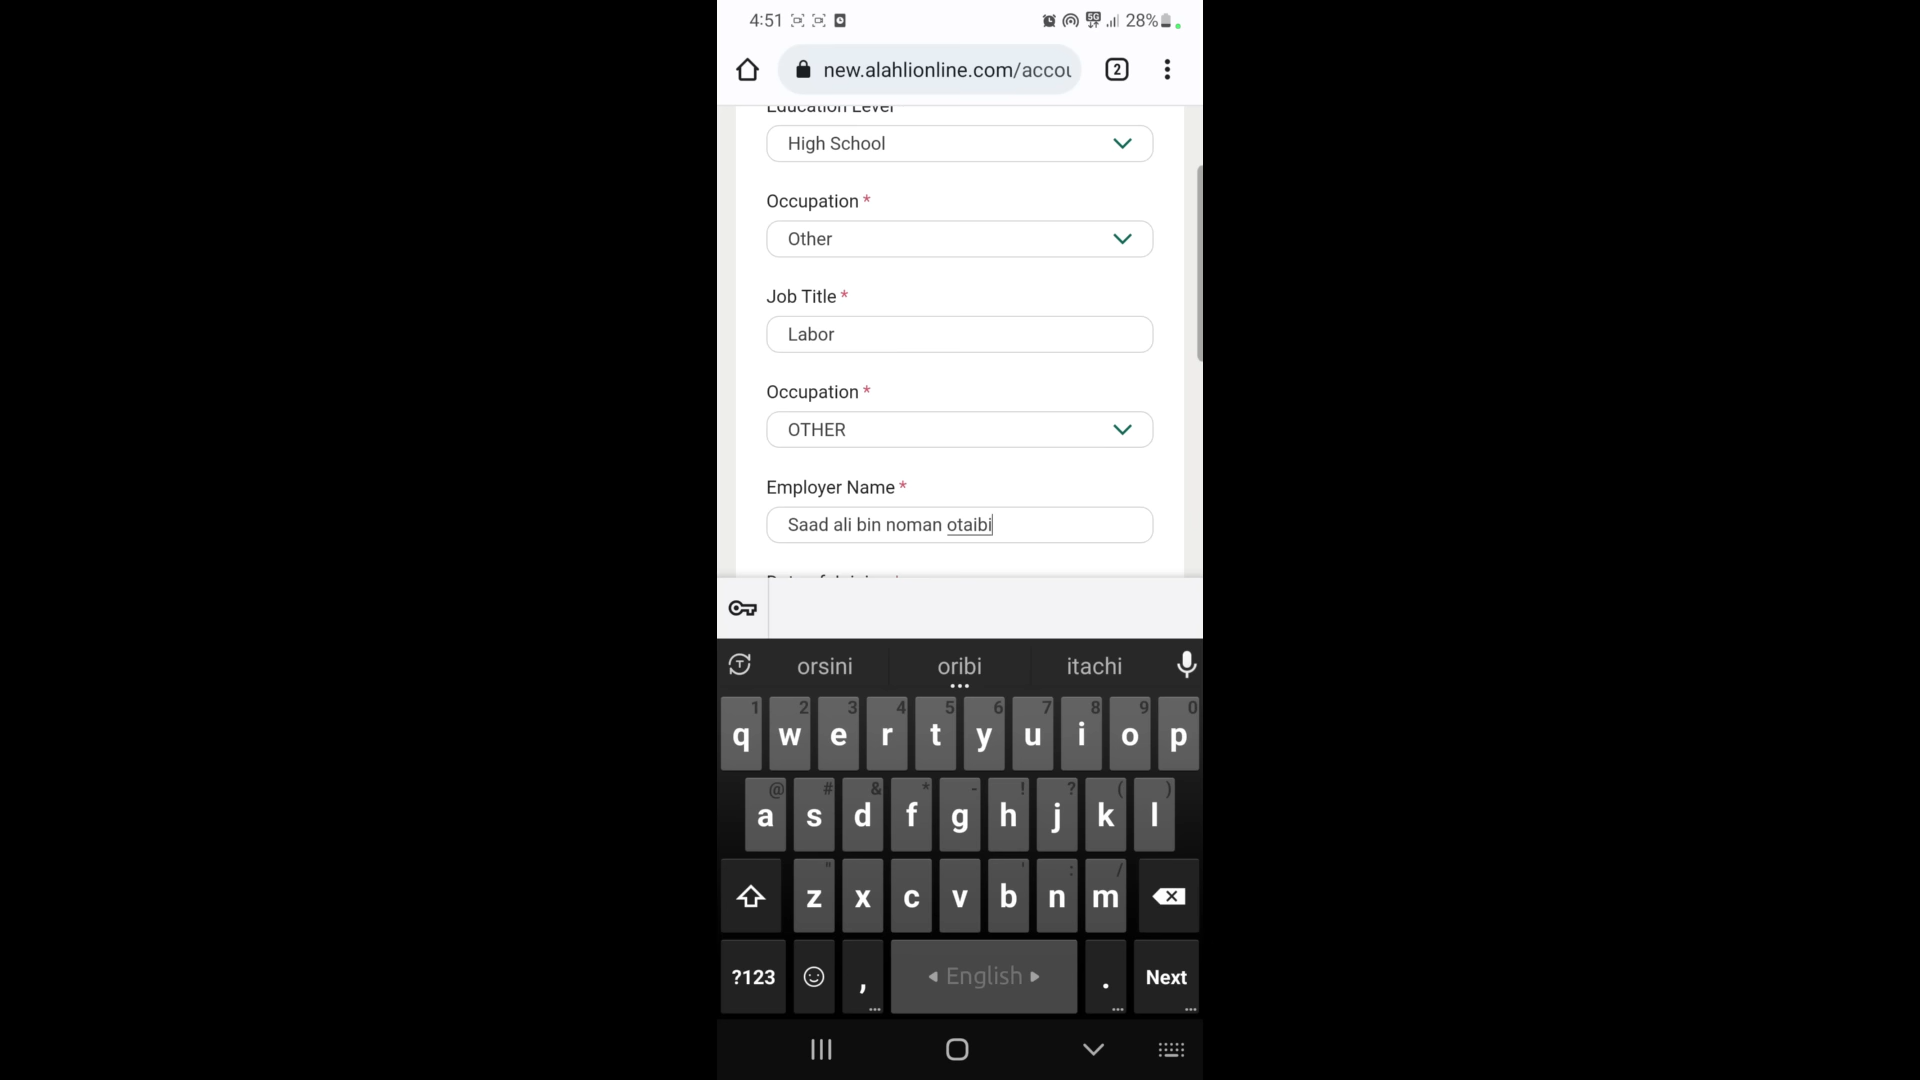 4:51 28%
new.alahlionline.com/accou 2
Education Level
High School
Occupation *
Other
Job Title *
Labor
Occupation *
OTHER
Employer Name *
Saad ali bin noman otaibi
orsini oribi itachi
1 2 3 4 5 6 7 8 9 0
q w e r t y u i o p
@ # & * - ! ? ( )
a s d f g h j k l
" ' : /
z x c v b n m
?123 , English . Next